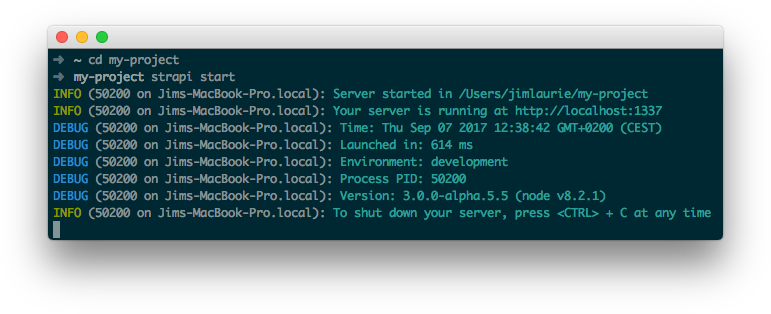 ➜ ~ cd my-project
➜ my-project strapi start
INFO (50200 on Jims-MacBook-Pro.local): Server started in /Users/jimlaurie/my-project
INFO (50200 on Jims-MacBook-Pro.local): Your server is running at http://localhost:1337
DEBUG (50200 on Jims-MacBook-Pro.local): Time: Thu Sep 07 2017 12:38:42 GMT+0200 (CEST)
DEBUG (50200 on Jims-MacBook-Pro.local): Launched in: 614 ms
DEBUG (50200 on Jims-MacBook-Pro.local): Environment: development
DEBUG (50200 on Jims-MacBook-Pro.local): Process PID: 50200
DEBUG (50200 on Jims-MacBook-Pro.local): Version: 3.0.0-alpha.5.5 (node v8.2.1)
INFO (50200 on Jims-MacBook-Pro.local): To shut down your server, press <CTRL> + C at any time